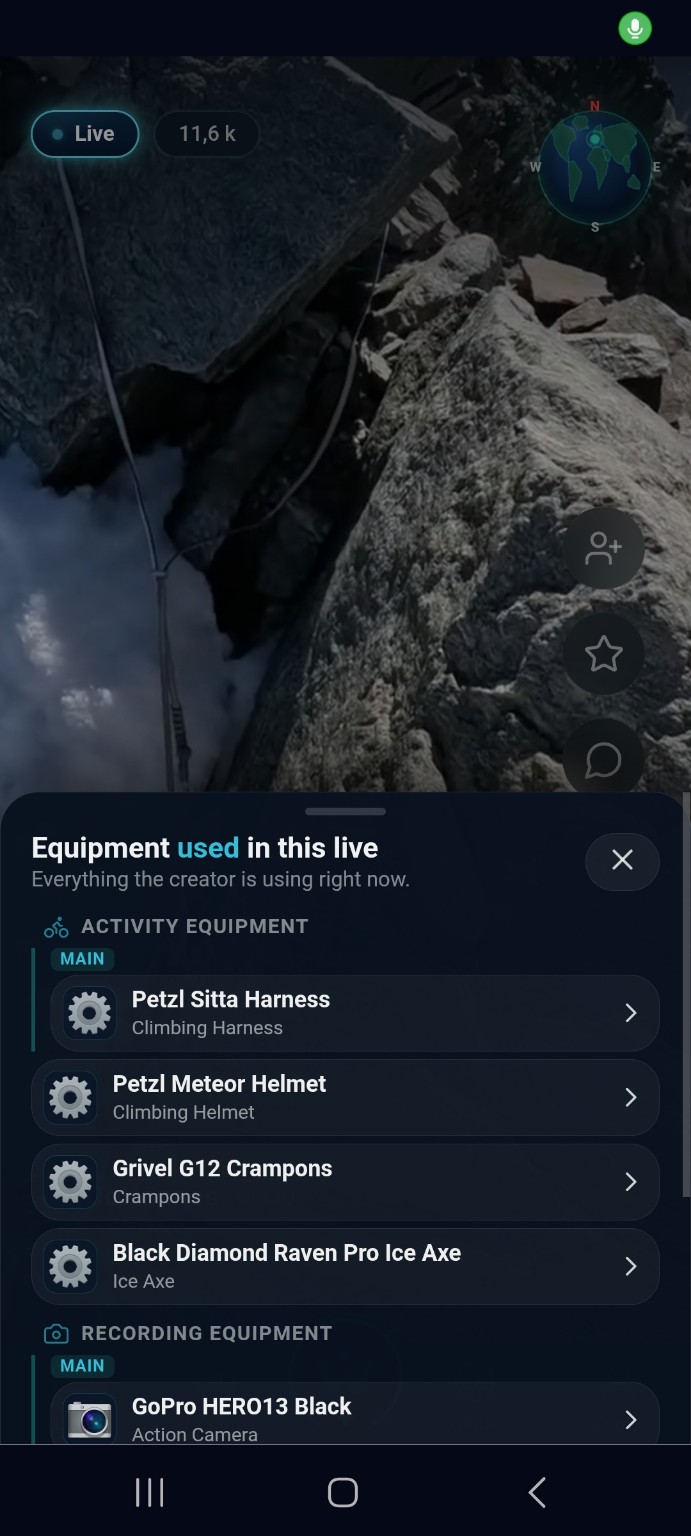 Live
11,6 k
N
W
E
S
Equipment used in this live
Everything the creator is using right now.
ACTIVITY EQUIPMENT
MAIN
Petzl Sitta Harness
Climbing Harness
Petzl Meteor Helmet
Climbing Helmet
Grivel G12 Crampons
Crampons
Black Diamond Raven Pro Ice Axe
Ice Axe
RECORDING EQUIPMENT
MAIN
GoPro HERO13 Black
Action Camera